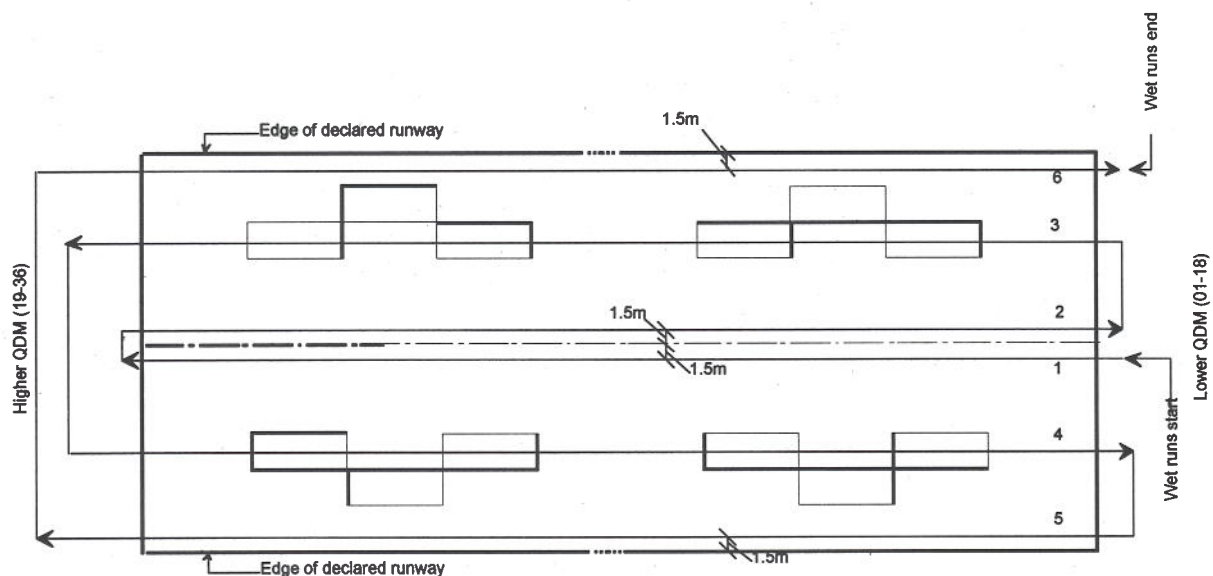 Wet runs end
Edge of declared runway
1.5m
6
3
Higher QDM (19-36)
Lower QDM (01-18)
1.5m
2
1.5m
1
4
Wet runs start
5
1.5m
Edge of declared runway